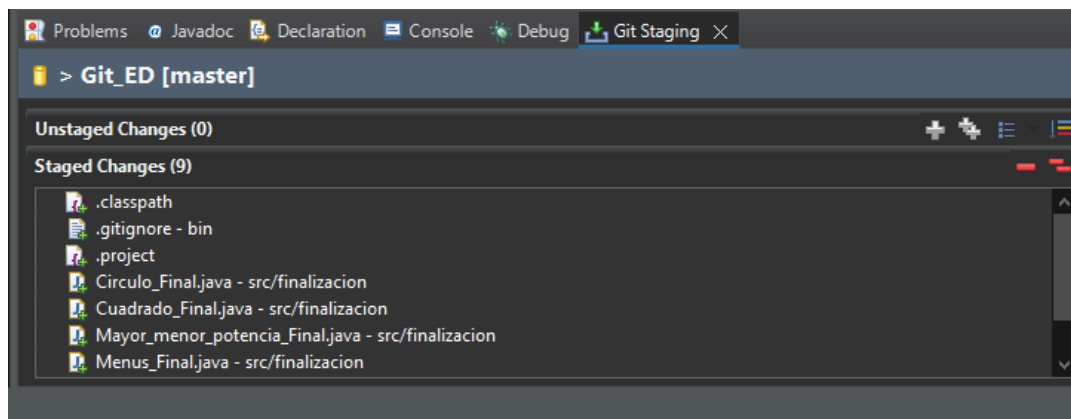 Problems @ Javadoc Declaration Console Debug Git Staging
> Git_ED [master]
Unstaged Changes (0)
Staged Changes (9)
.classpath
.gitignore - bin
.project
Circulo_Final.java - src/finalizacion
Cuadrado_Final.java - src/finalizacion
Mayor_menor_potencia_Final.java - src/finalizacion
Menus_Final.java - src/finalizacion